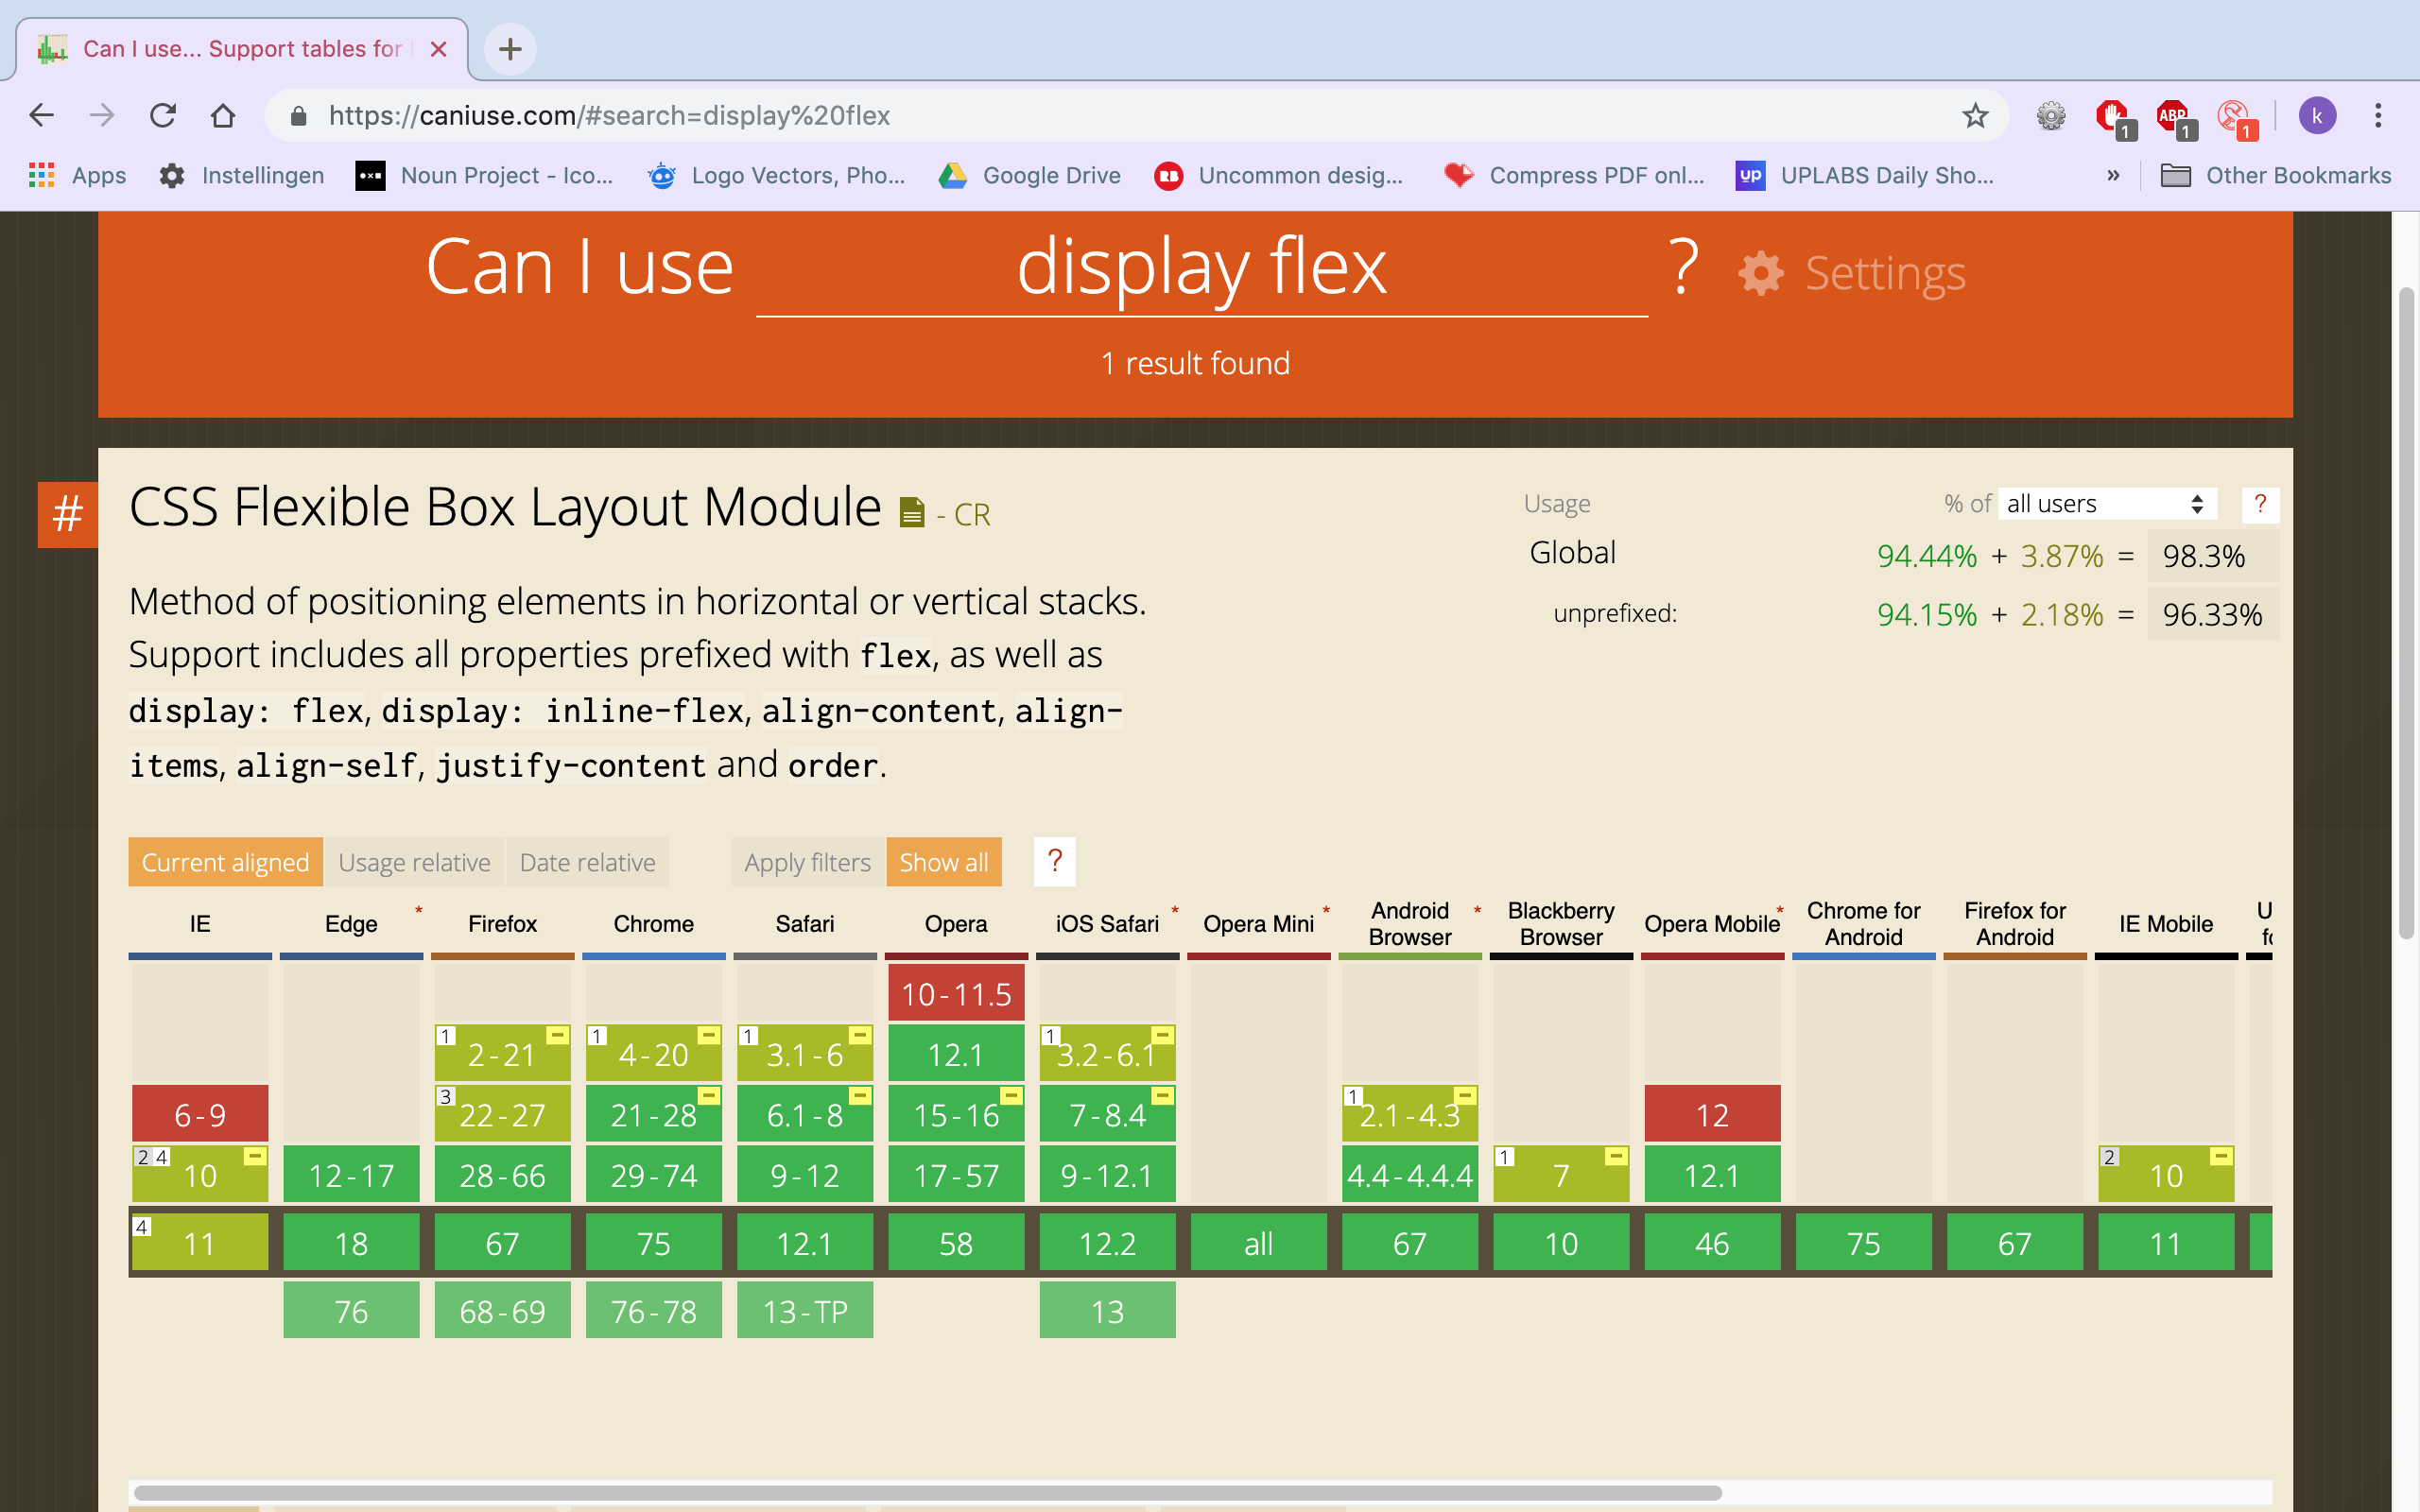 Can I use... Support tables for
https://caniuse.com/#search=display%20flex
1
ABP
1
1
k
Apps
Instellingen
Noun Project - Ico...
Logo Vectors, Pho...
Google Drive
Uncommon desig...
Compress PDF onl...
up
UPLABS Daily Sho...
»
Other Bookmarks
Can I use display flex ? Settings
1 result found
#
CSS Flexible Box Layout Module - CR
Usage % of all users ?
Global 94.44% + 3.87% = 98.3%
unprefixed: 94.15% + 2.18% = 96.33%
Method of positioning elements in horizontal or vertical stacks.
Support includes all properties prefixed with flex, as well as
display: flex, display: inline-flex, align-content, align-
items, align-self, justify-content and order.
Current aligned Usage relative Date relative Apply filters Show all ?
IE Edge * Firefox Chrome Safari Opera iOS Safari * Opera Mini * Android Browser * Blackberry Browser Opera Mobile * Chrome for Android Firefox for Android IE Mobile
10-11.5
1 2-21 1 4-20 1 3.1-6 12.1 1 3.2-6.1
6-9 3 22-27 21-28 6.1-8 15-16 7-8.4 1 2.1-4.3 12
2 4 10 12-17 28-66 29-74 9-12 17-57 9-12.1 4.4-4.4.4 1 7 12.1 2 10
4 11 18 67 75 12.1 58 12.2 all 67 10 46 75 67 11
76 68-69 76-78 13-TP 13